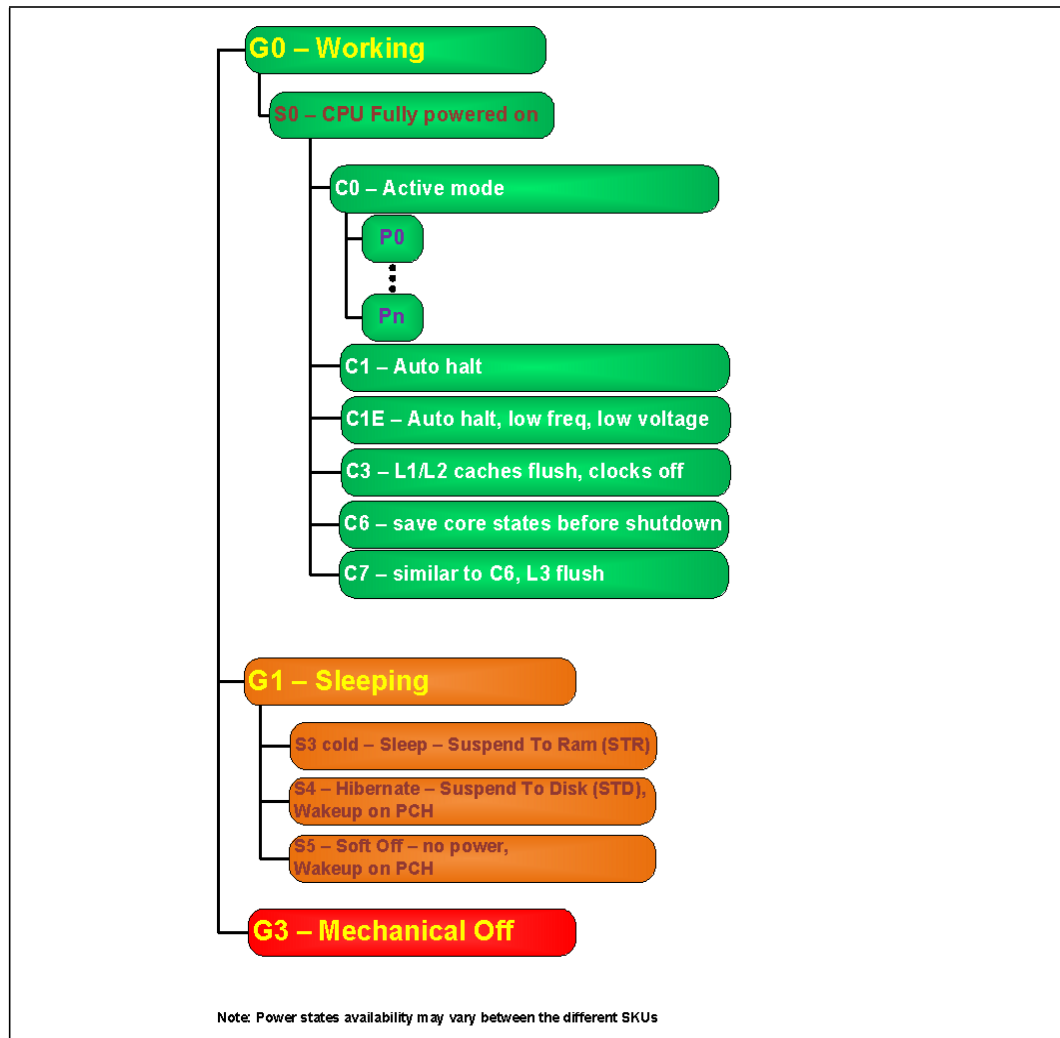 G0 – Working
S0 – CPU Fully powered on
C0 – Active mode
P0
Pn
C1 – Auto halt
C1E – Auto halt, low freq, low voltage
C3 – L1/L2 caches flush, clocks off
C6 – save core states before shutdown
C7 – similar to C6, L3 flush
G1 – Sleeping
S3 cold – Sleep – Suspend To Ram (STR)
S4 – Hibernate – Suspend To Disk (STD),
Wakeup on PCH
S5 – Soft Off – no power,
Wakeup on PCH
G3 – Mechanical Off
Note: Power states availability may vary between the different SKUs